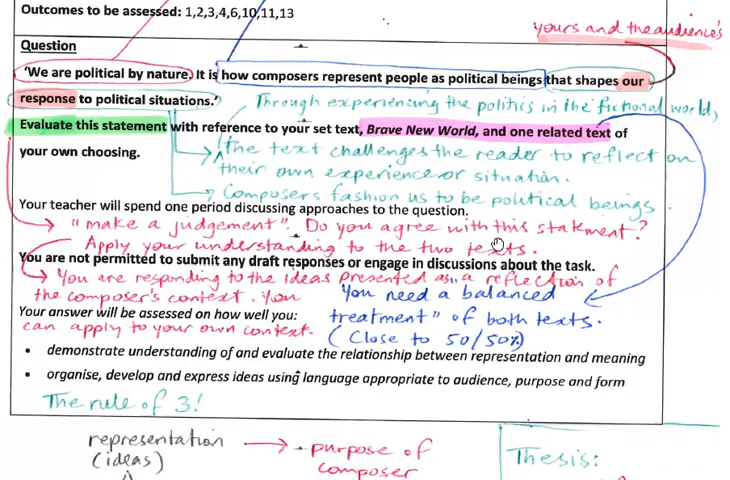 Outcomes to be assessed: 1,2,3,4,6,10,11,13
yours and the audience's
Question
'We are political by nature. It is how composers represent people as political beings that shapes our
response to political situations.'
Through experiencing the politics in the fictional world,
Evaluate this statement with reference to your set text, Brave New World, and one related text of
your own choosing.
the text challenges the reader to reflect on
their own experience or situation.
Composers fashion us to be political beings.
Your teacher will spend one period discussing approaches to the question.
"make a judgement". Do you agree with this statement?
Apply your understanding to the two texts.
You are not permitted to submit any draft responses or engage in discussions about the task.
You are responding to the ideas presented as a reflection of
the composer's context. You
can apply to your own context.
"You need a balanced
treatment" of both texts.
(Close to 50/50%)
Your answer will be assessed on how well you:
• demonstrate understanding of and evaluate the relationship between representation and meaning
• organise, develop and express ideas using language appropriate to audience, purpose and form
The rule of 3!
representation
(ideas)
purpose of
composer
Thesis: